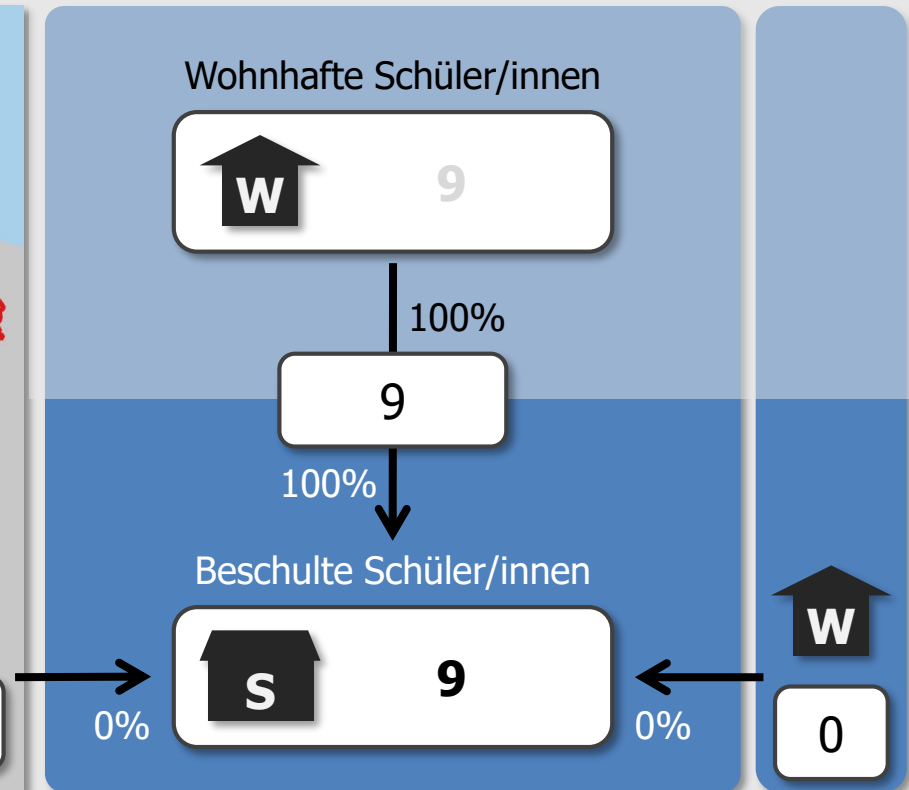 Wohnhafte Schüler/innen
W 9
100%
9
100%
Beschulte Schüler/innen
W
S 9
0%
0%
0